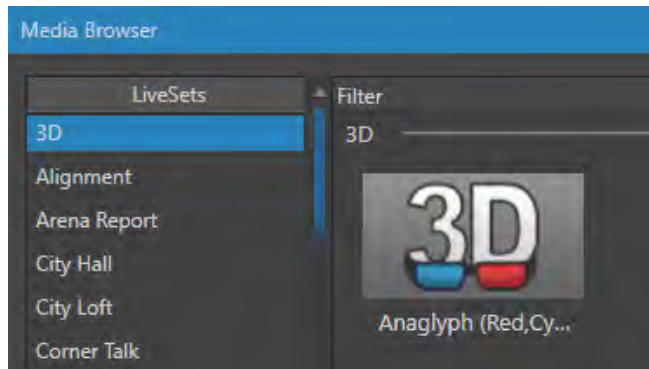 Media Browser
LiveSets
3D
Alignment
Arena Report
City Hall
City Loft
Corner Talk
Filter
3D
3D
Anaglyph (Red,Cy...